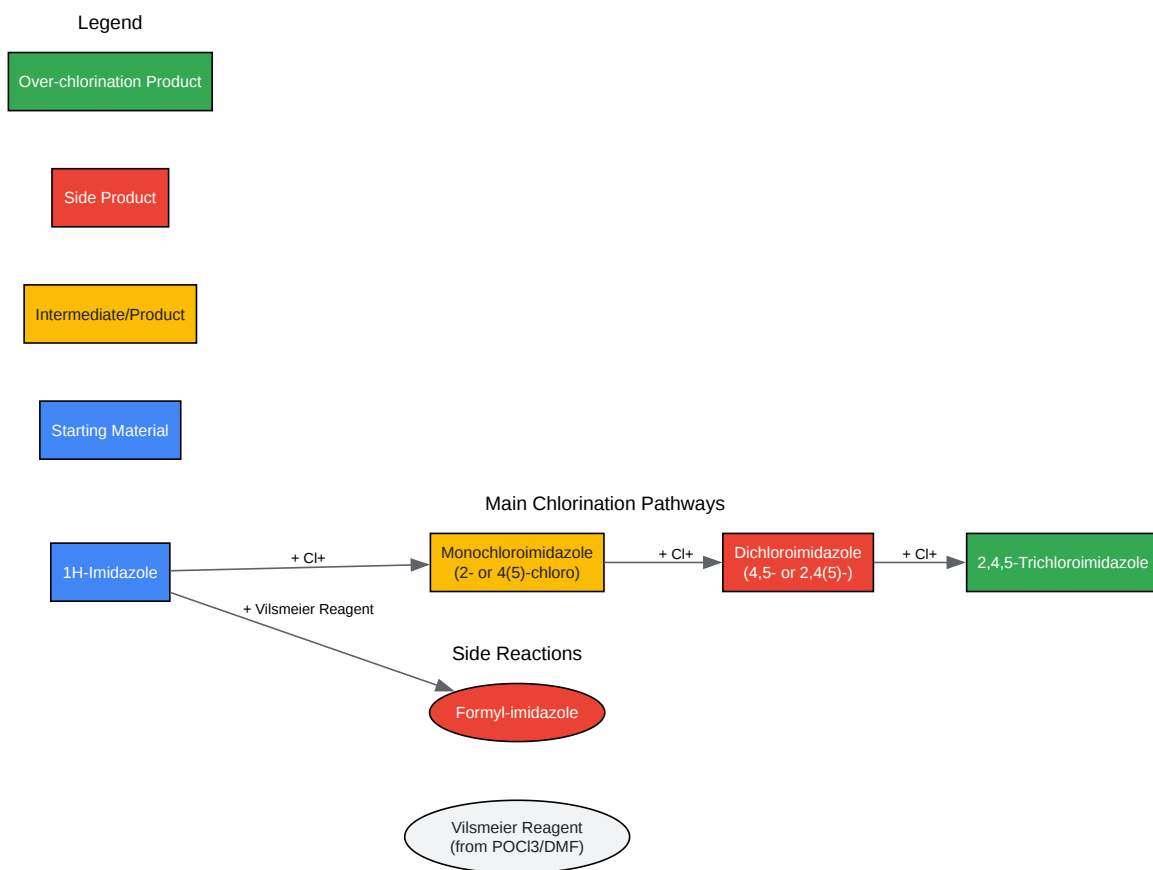 Legend
Over-chlorination Product
Side Product
Intermediate/Product
Starting Material
Main Chlorination Pathways
1H-Imidazole
+ Cl+
Monochloroimidazole
(2- or 4(5)-chloro)
+ Cl+
Dichloroimidazole
(4,5- or 2,4(5)-)
+ Cl+
2,4,5-Trichloroimidazole
+ Vilsmeier Reagent
Side Reactions
Formyl-imidazole
Vilsmeier Reagent
(from POCl3/DMF)